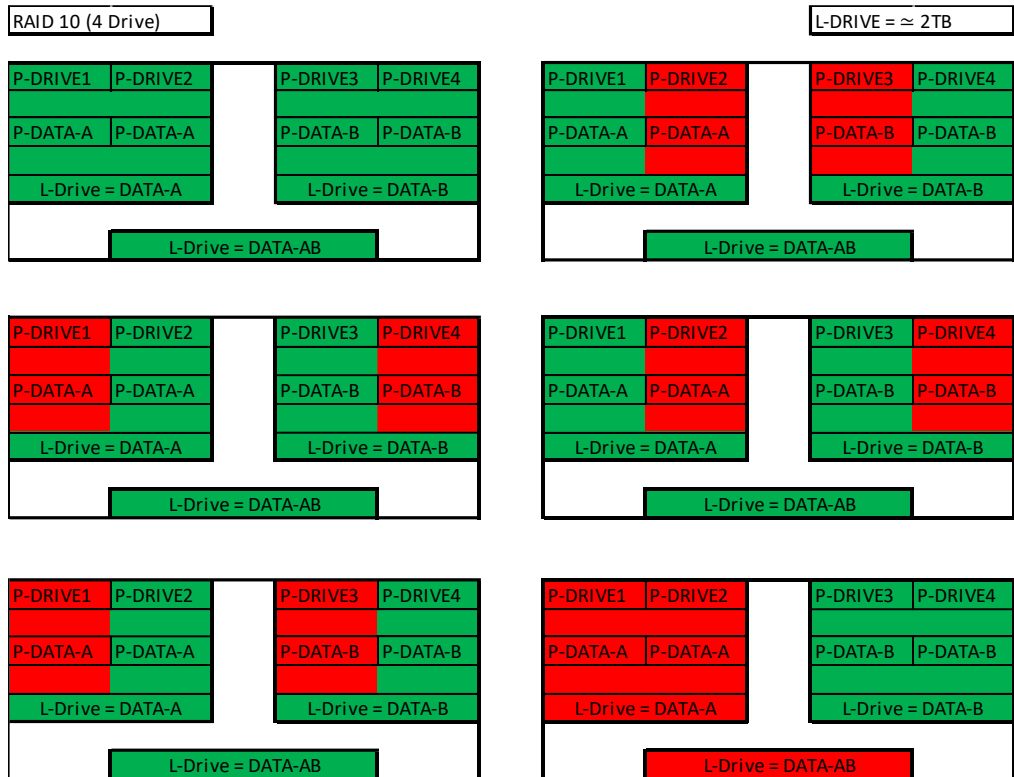 RAID 10 (4 Drive) L-DRIVE = ≃ 2TB
P-DRIVE1 P-DRIVE2 P-DRIVE3 P-DRIVE4
P-DATA-A P-DATA-A P-DATA-B P-DATA-B
L-Drive = DATA-A L-Drive = DATA-B
L-Drive = DATA-AB
P-DRIVE1 P-DRIVE2 P-DRIVE3 P-DRIVE4
P-DATA-A P-DATA-A P-DATA-B P-DATA-B
L-Drive = DATA-A L-Drive = DATA-B
L-Drive = DATA-AB
P-DRIVE1 P-DRIVE2 P-DRIVE3 P-DRIVE4
P-DATA-A P-DATA-A P-DATA-B P-DATA-B
L-Drive = DATA-A L-Drive = DATA-B
L-Drive = DATA-AB
P-DRIVE1 P-DRIVE2 P-DRIVE3 P-DRIVE4
P-DATA-A P-DATA-A P-DATA-B P-DATA-B
L-Drive = DATA-A L-Drive = DATA-B
L-Drive = DATA-AB
P-DRIVE1 P-DRIVE2 P-DRIVE3 P-DRIVE4
P-DATA-A P-DATA-A P-DATA-B P-DATA-B
L-Drive = DATA-A L-Drive = DATA-B
L-Drive = DATA-AB
P-DRIVE1 P-DRIVE2 P-DRIVE3 P-DRIVE4
P-DATA-A P-DATA-A P-DATA-B P-DATA-B
L-Drive = DATA-A L-Drive = DATA-B
L-Drive = DATA-AB